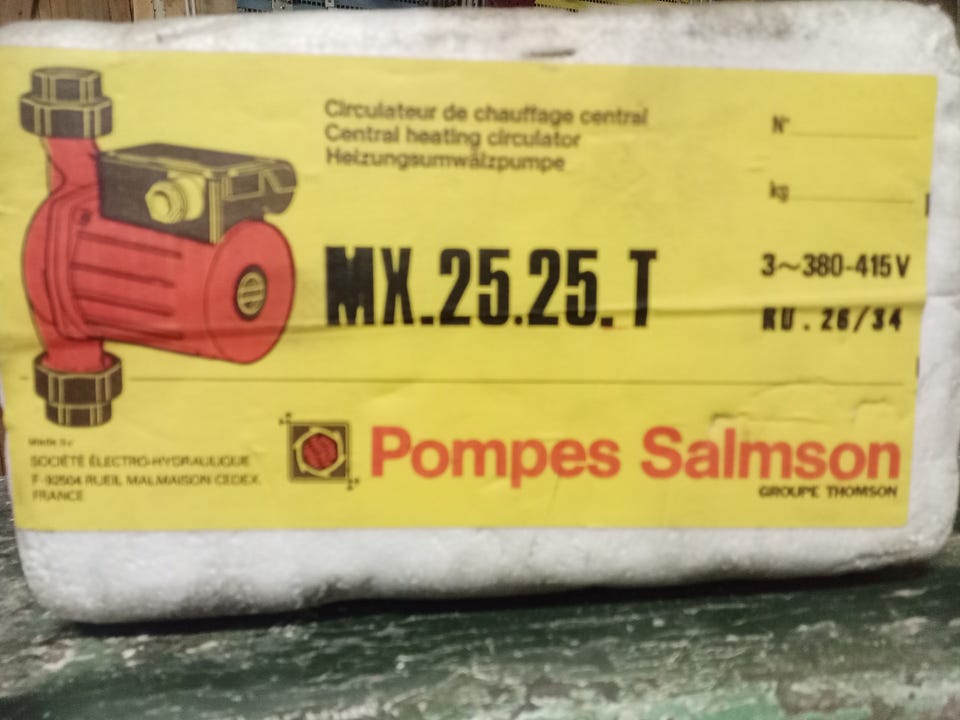 Circulateur de chauffage central
Central heating circulator
Heizungsumwälzpumpe
N°
kg
MX.25.25.T
3~380-415V
RU.26/34
Made by
SOCIÉTÉ ÉLECTRO-HYDRAULIQUE
F-92504 RUEIL MALMAISON CEDEX.
FRANCE
Pompes Salmson
GROUPE THOMSON